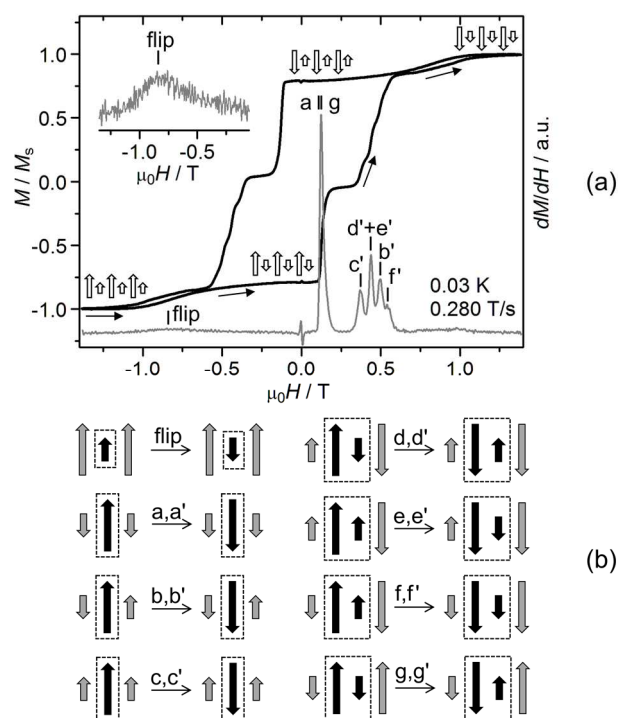 flip
-1.0 -0.5
μ₀H / T
a ‖ g
d'+e'
c' b' f'
0.03 K
0.280 T/s
flip
M / Mₛ
1.0
0.5
0.0
-0.5
-1.0
-1.0 -0.5 0.0 0.5 1.0
μ₀H / T
dM/dH / a.u.
(a)
flip d,d'
a,a' e,e'
b,b' f,f'
c,c' g,g'
(b)